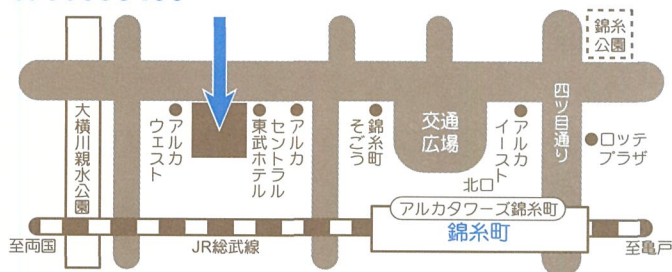 錦糸
公園
大横川親水公園
アルカ
ウエスト
東武ホテル
アルカ
セントラル
錦糸町
そごう
交通
広場
北口
アルカ
イースト
四ツ目通り
ロッテ
プラザ
アルカタワーズ錦糸町
錦糸町
至両国
JR総武線
至亀戸